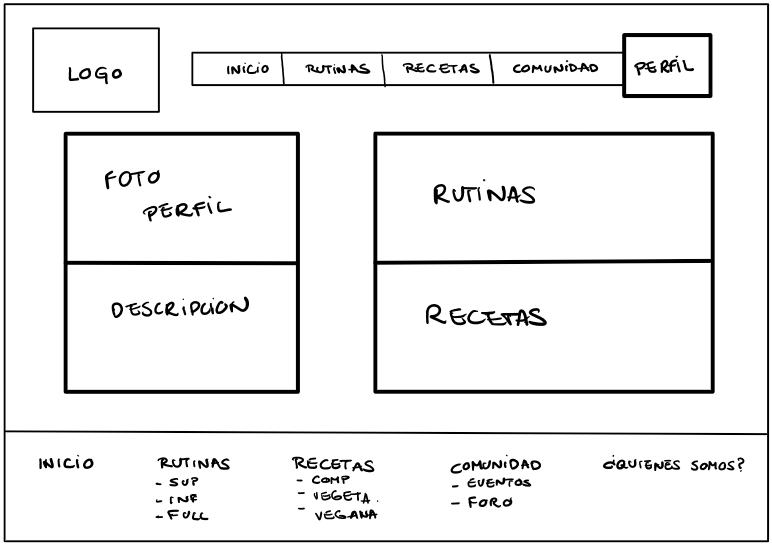 LOGO
INICIO RUTINAS RECETAS COMUNIDAD PERFIL
FOTO
PERFIL
DESCRIPCION
RUTINAS
RECETAS
INICIO
RUTINAS
- SUP
- INF
- FULL
RECETAS
- COMP
- VEGETA.
- VEGANA
COMUNIDAD
- EVENTOS
- FORO
¿QUIENES SOMOS?